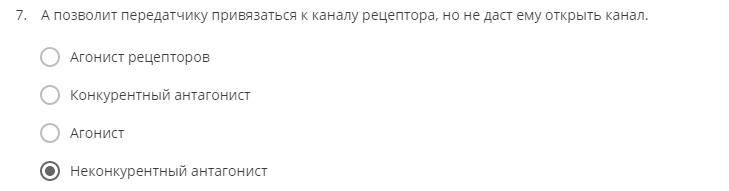 7. А позволит передатчику привязаться к каналу рецептора, но не даст ему открыть канал.
Агонист рецепторов
Конкурентный антагонист
Агонист
Неконкурентный антагонист